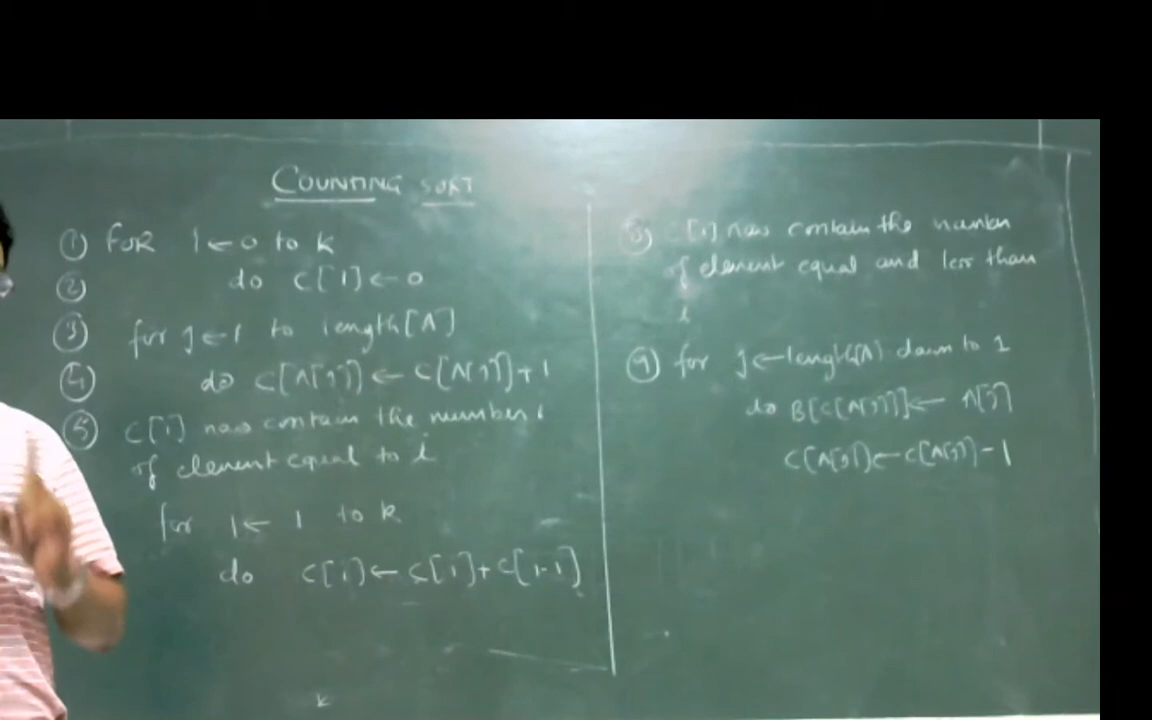 COUNTING SORT
① FOR i ← 0 to k
② do C[i] ← 0
③ for j ← 1 to length[A]
④ do C[A[j]] ← C[A[j]] + 1
⑤ C[i] now contain the number
of element equal to i
for i ← 1 to k
do C[i] ← C[i] + C[i-1]
k
⑧ C[i] now contain the number
of element equal and less than
i
⑨ for j ← length[A] down to 1
do B[C[A[j]]] ← A[j]
C[A[j]] ← C[A[j]] - 1